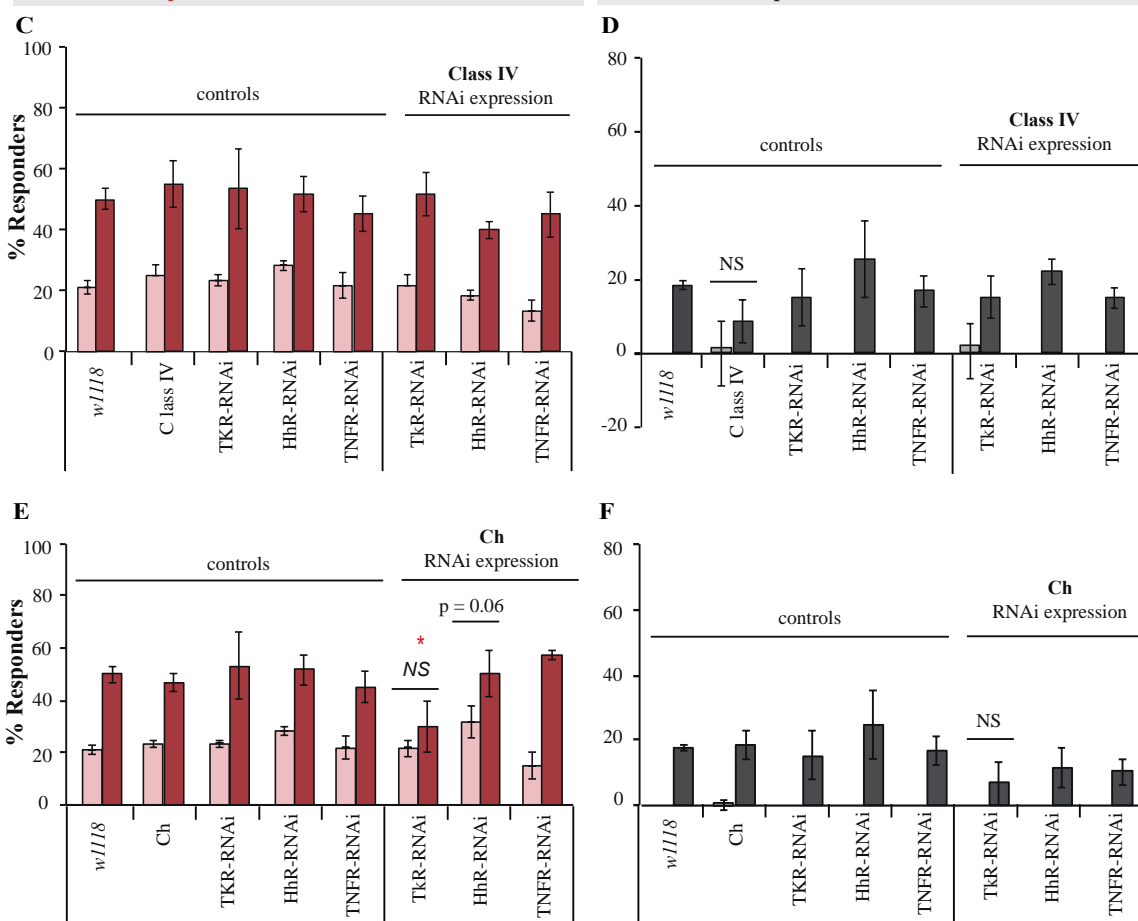 C
100
80
60
40
20
0
% Responders
controls
Class IV
RNAi expression
w1118
C lass IV
TKR-RNAi
HhR-RNAi
TNFR-RNAi
TkR-RNAi
HhR-RNAi
TNFR-RNAi
D
80
60
40
20
0
-20
controls
Class IV
RNAi expression
NS
w1118
C lass IV
TKR-RNAi
HhR-RNAi
TNFR-RNAi
TkR-RNAi
HhR-RNAi
TNFR-RNAi
E
100
80
60
40
20
0
% Responders
controls
Ch
RNAi expression
p = 0.06
*
NS
w1118
Ch
TKR-RNAi
HhR-RNAi
TNFR-RNAi
TkR-RNAi
HhR-RNAi
TNFR-RNAi
F
80
60
40
20
0
controls
Ch
RNAi expression
NS
w1118
Ch
TKR-RNAi
HhR-RNAi
TNFR-RNAi
TkR-RNAi
HhR-RNAi
TNFR-RNAi